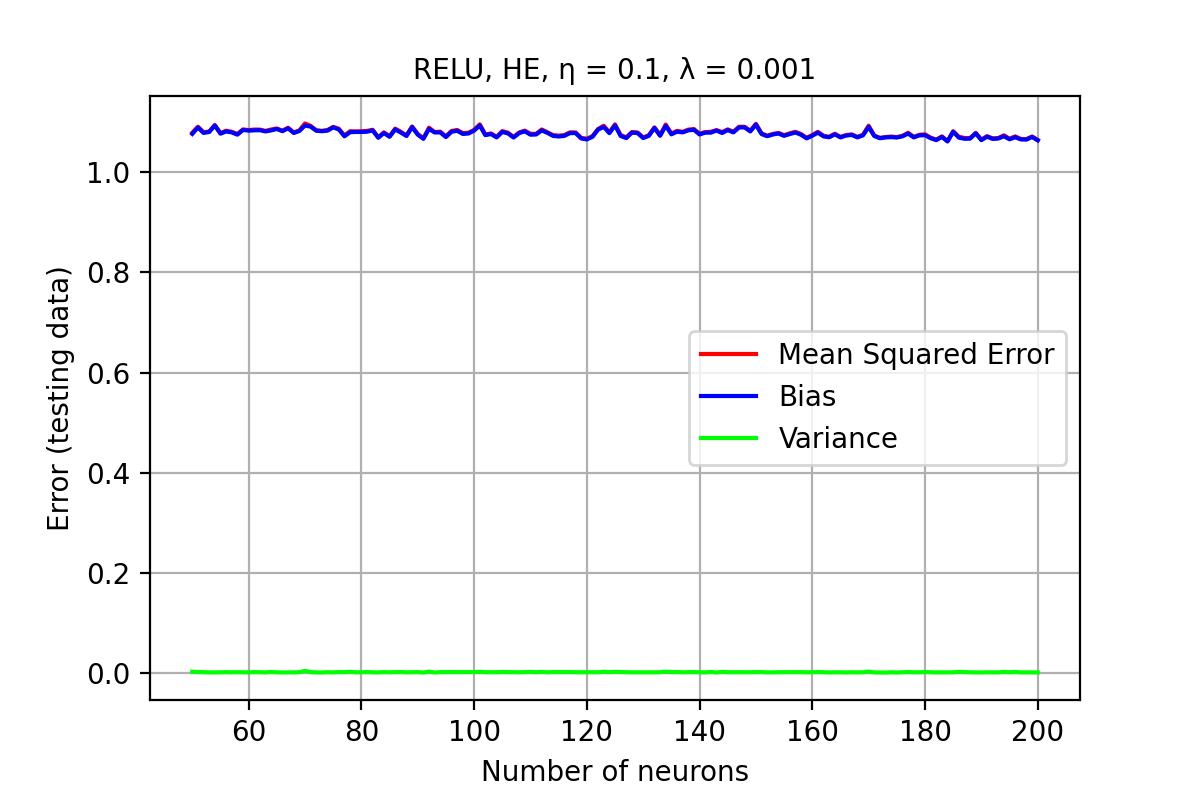 RELU, HE, η = 0.1, λ = 0.001
Error (testing data)
1.0
0.8
0.6
0.4
0.2
0.0
Mean Squared Error
Bias
Variance
60 80 100 120 140 160 180 200
Number of neurons